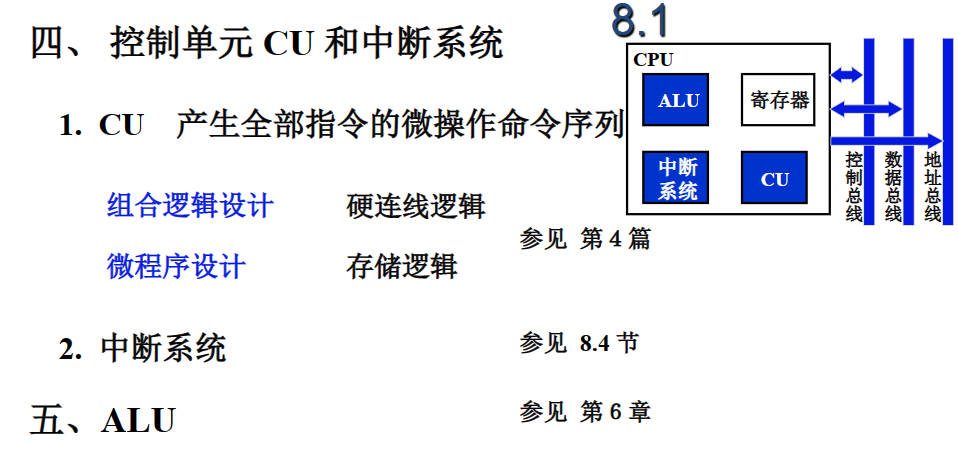 8.1
四、 控制单元 CU 和中断系统
CPU
ALU
寄存器
中断
系统
CU
控制总线
数据总线
地址总线
1. CU 产生全部指令的微操作命令序列
组合逻辑设计 硬连线逻辑
参见 第 4 篇
微程序设计 存储逻辑
2. 中断系统 参见 8.4 节
五、ALU 参见 第 6 章